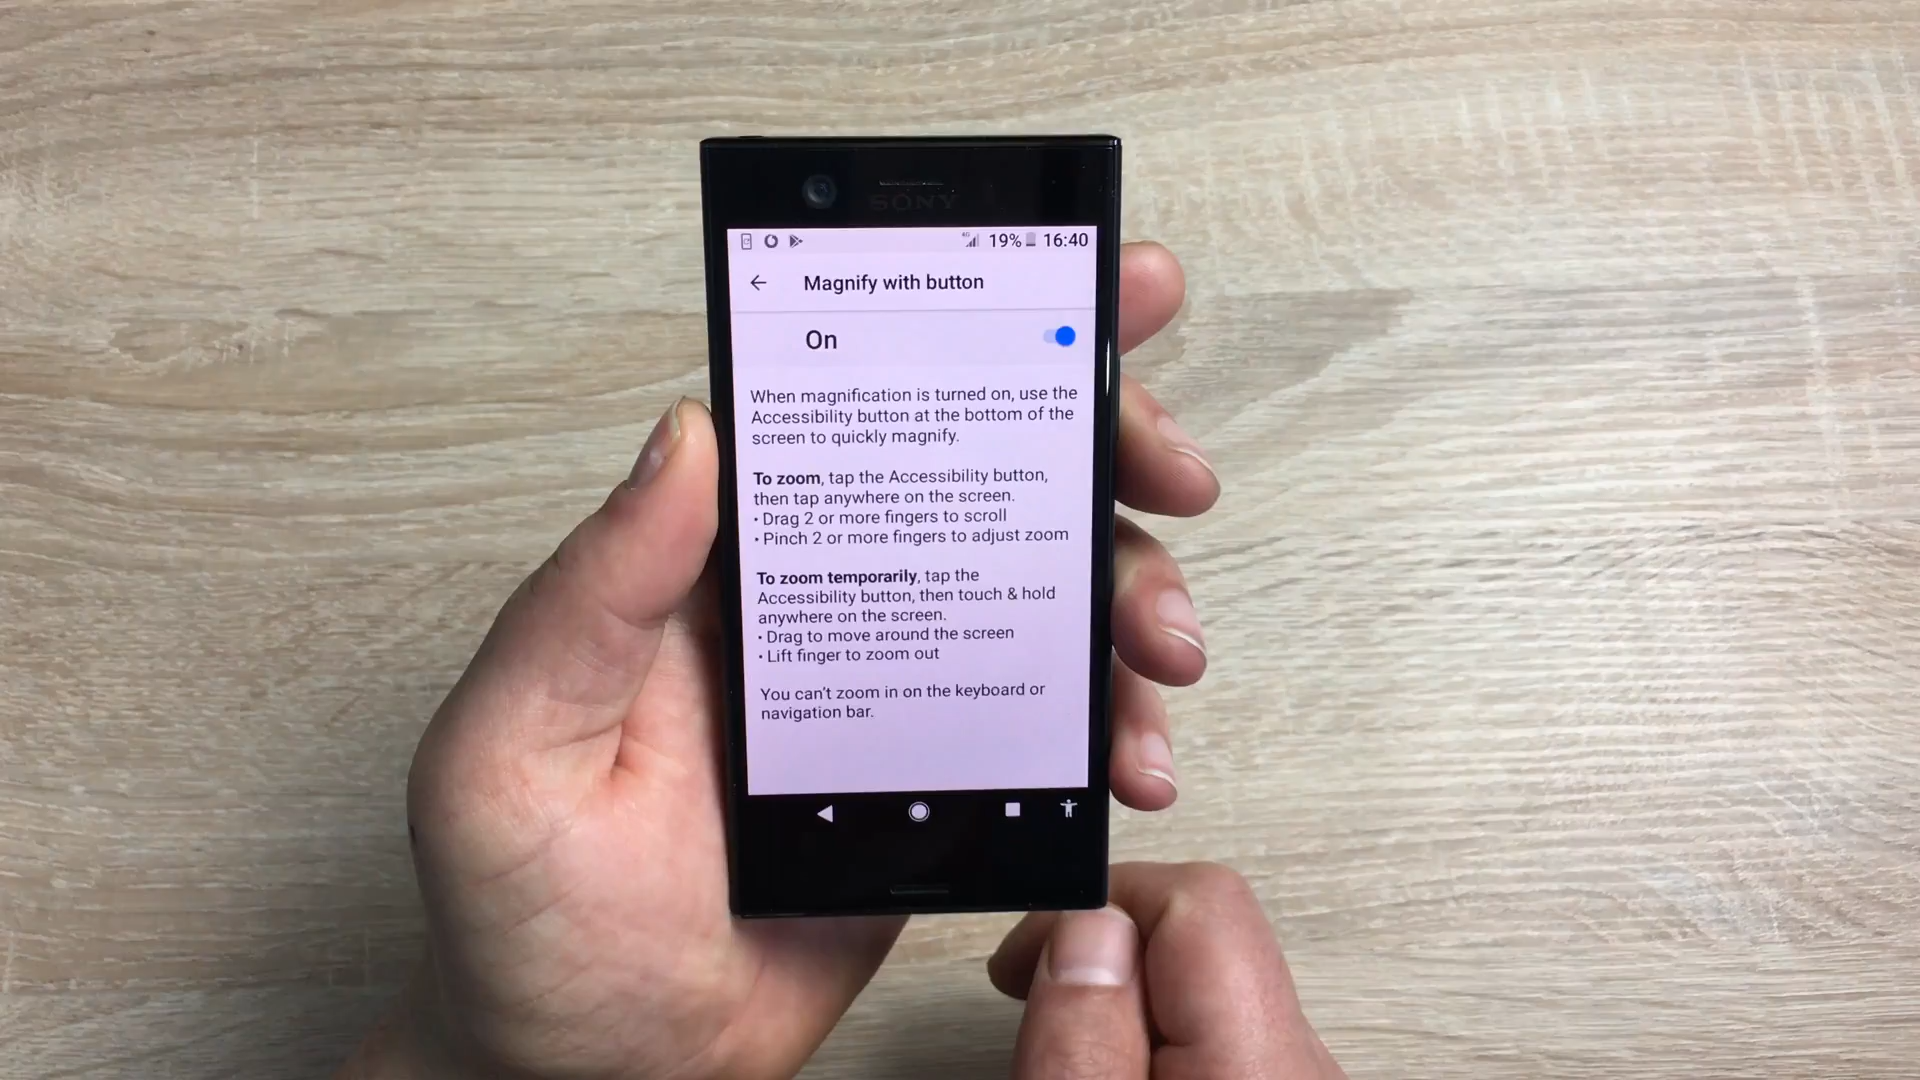 SONY
4G 19% 16:40
Magnify with button
On
When magnification is turned on, use the
Accessibility button at the bottom of the
screen to quickly magnify.
To zoom, tap the Accessibility button,
then tap anywhere on the screen.
• Drag 2 or more fingers to scroll
• Pinch 2 or more fingers to adjust zoom
To zoom temporarily, tap the
Accessibility button, then touch & hold
anywhere on the screen.
• Drag to move around the screen
• Lift finger to zoom out
You can't zoom in on the keyboard or
navigation bar.